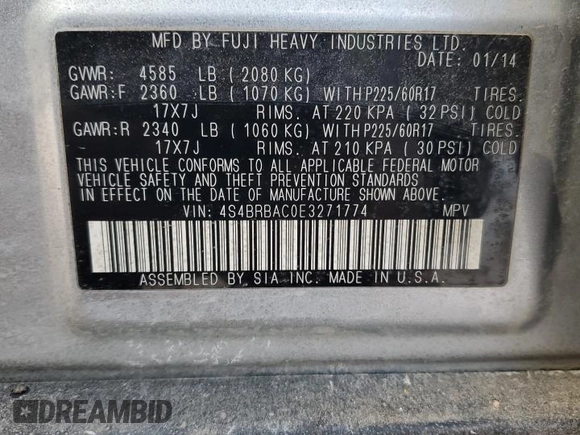 MFD BY FUJI HEAVY INDUSTRIES LTD.
DATE: 01/14
GVWR: 4585 LB ( 2080 KG)
GAWR:F 2360 LB ( 1070 KG) WITH P225/60R17 TIRES.
17X7J RIMS. AT 220 KPA ( 32 PSI) COLD
GAWR:R 2340 LB ( 1060 KG) WITH P225/60R17 TIRES.
17X7J RIMS. AT 210 KPA ( 30 PSI) COLD
THIS VEHICLE CONFORMS TO ALL APPLICABLE FEDERAL MOTOR
VEHICLE SAFETY AND THEFT PREVENTION STANDARDS
IN EFFECT ON THE DATE OF MANUFACTURE SHOWN ABOVE.
VIN: 4S4BRBAC0E3271774 MPV
ASSEMBLED BY SIA INC. MADE IN U.S.A.
DREAMBID